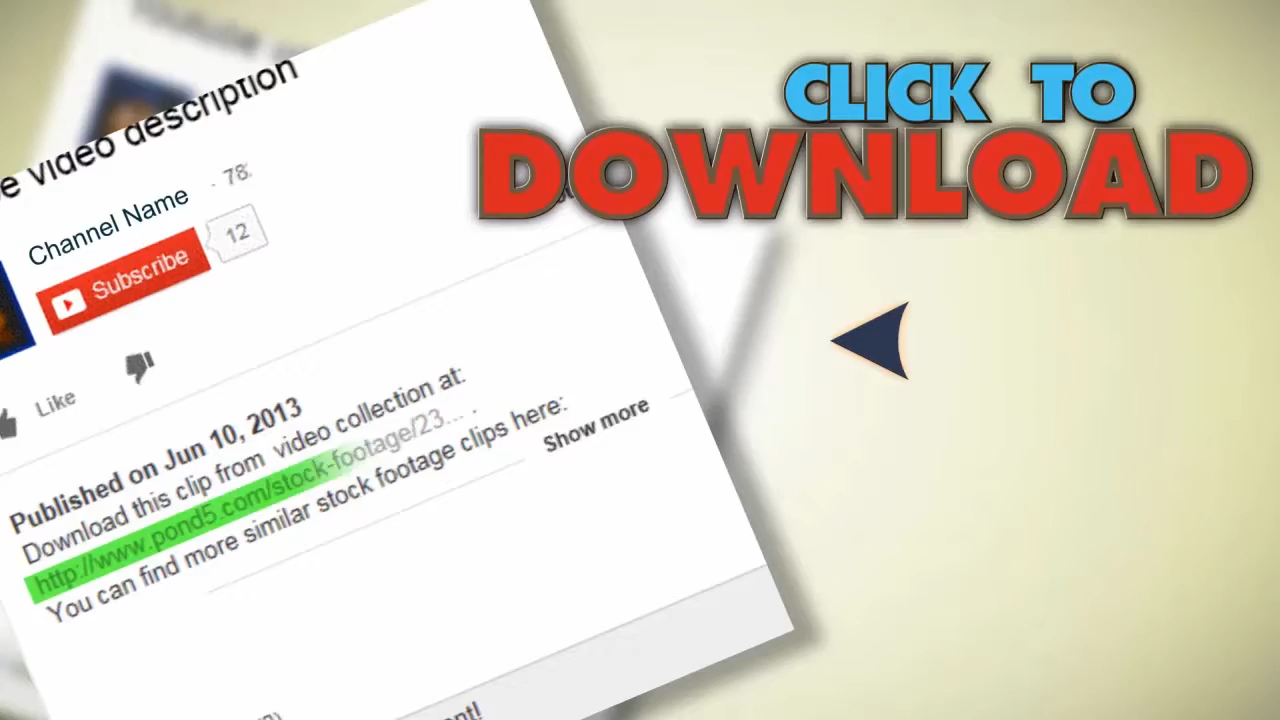 CLICK TO
DOWNLOAD
video description
Channel Name
78
Subscribe
12
Like
Published on Jun 10, 2013
Download this clip from video collection at:
http://www.pond5.com/stock-footage/23...
You can find more similar stock footage clips here:
Show more